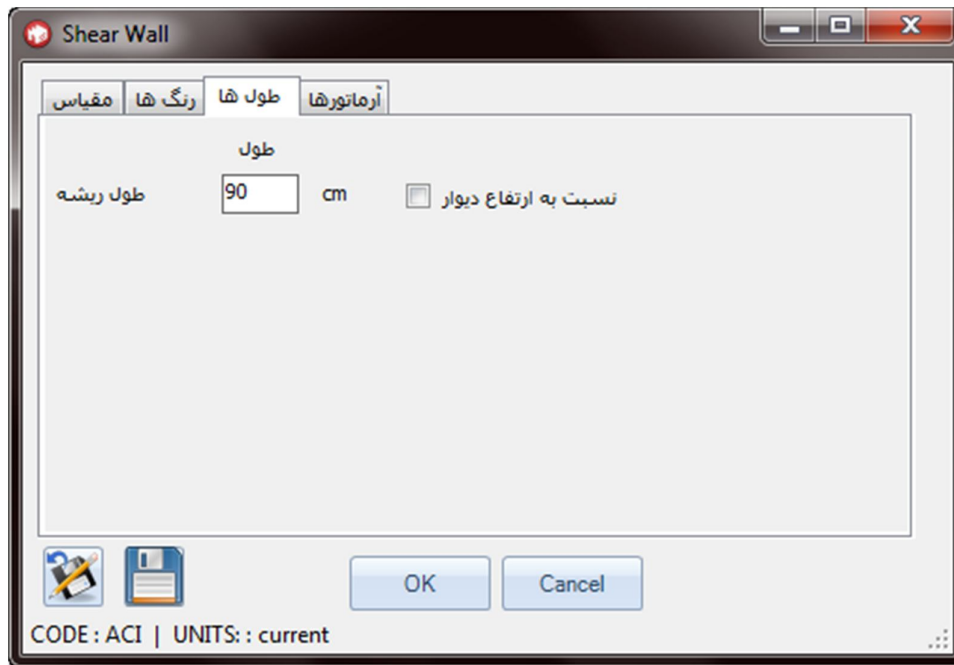 Shear Wall
مقیاس رنگ ها طول ها آرماتورها
طول
طول ریشه 90 cm نسبت به ارتفاع دیوار
OK Cancel
CODE : ACI | UNITS: : current